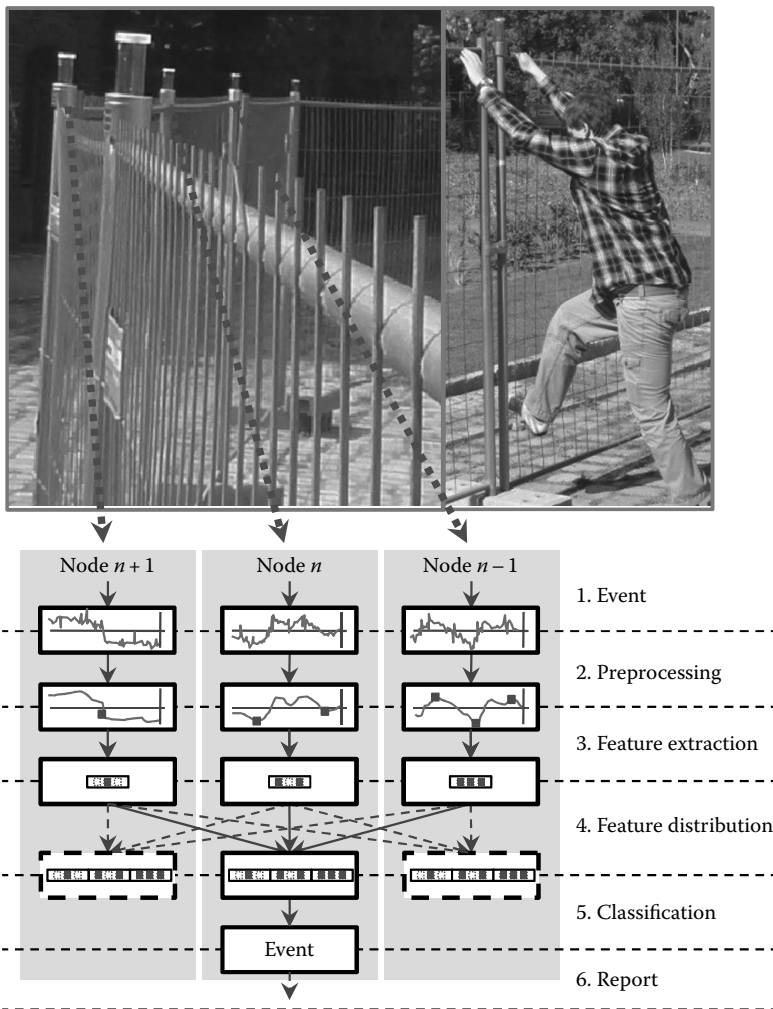 Node n + 1
Node n
Node n – 1
1. Event
2. Preprocessing
3. Feature extraction
4. Feature distribution
5. Classification
Event
6. Report